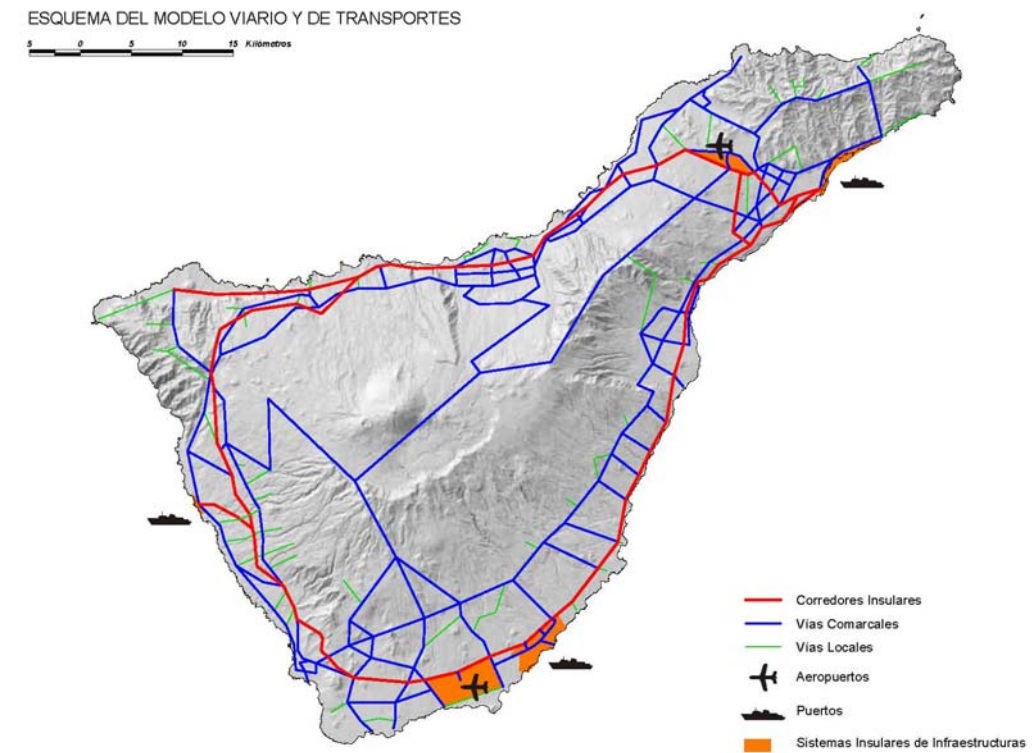 ESQUEMA DEL MODELO VIARIO Y DE TRANSPORTES
5 0 5 10 15 Kilómetros
Corredores Insulares
Vías Comarcales
Vías Locales
Aeropuertos
Puertos
Sistemas Insulares de Infraestructuras